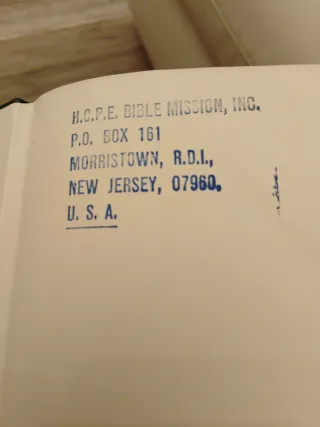 H.O.P.E. BIBLE MISSION, INC.
P.O. BOX 161
MORRISTOWN, R.D.I.,
NEW JERSEY, 07960.
U. S. A.